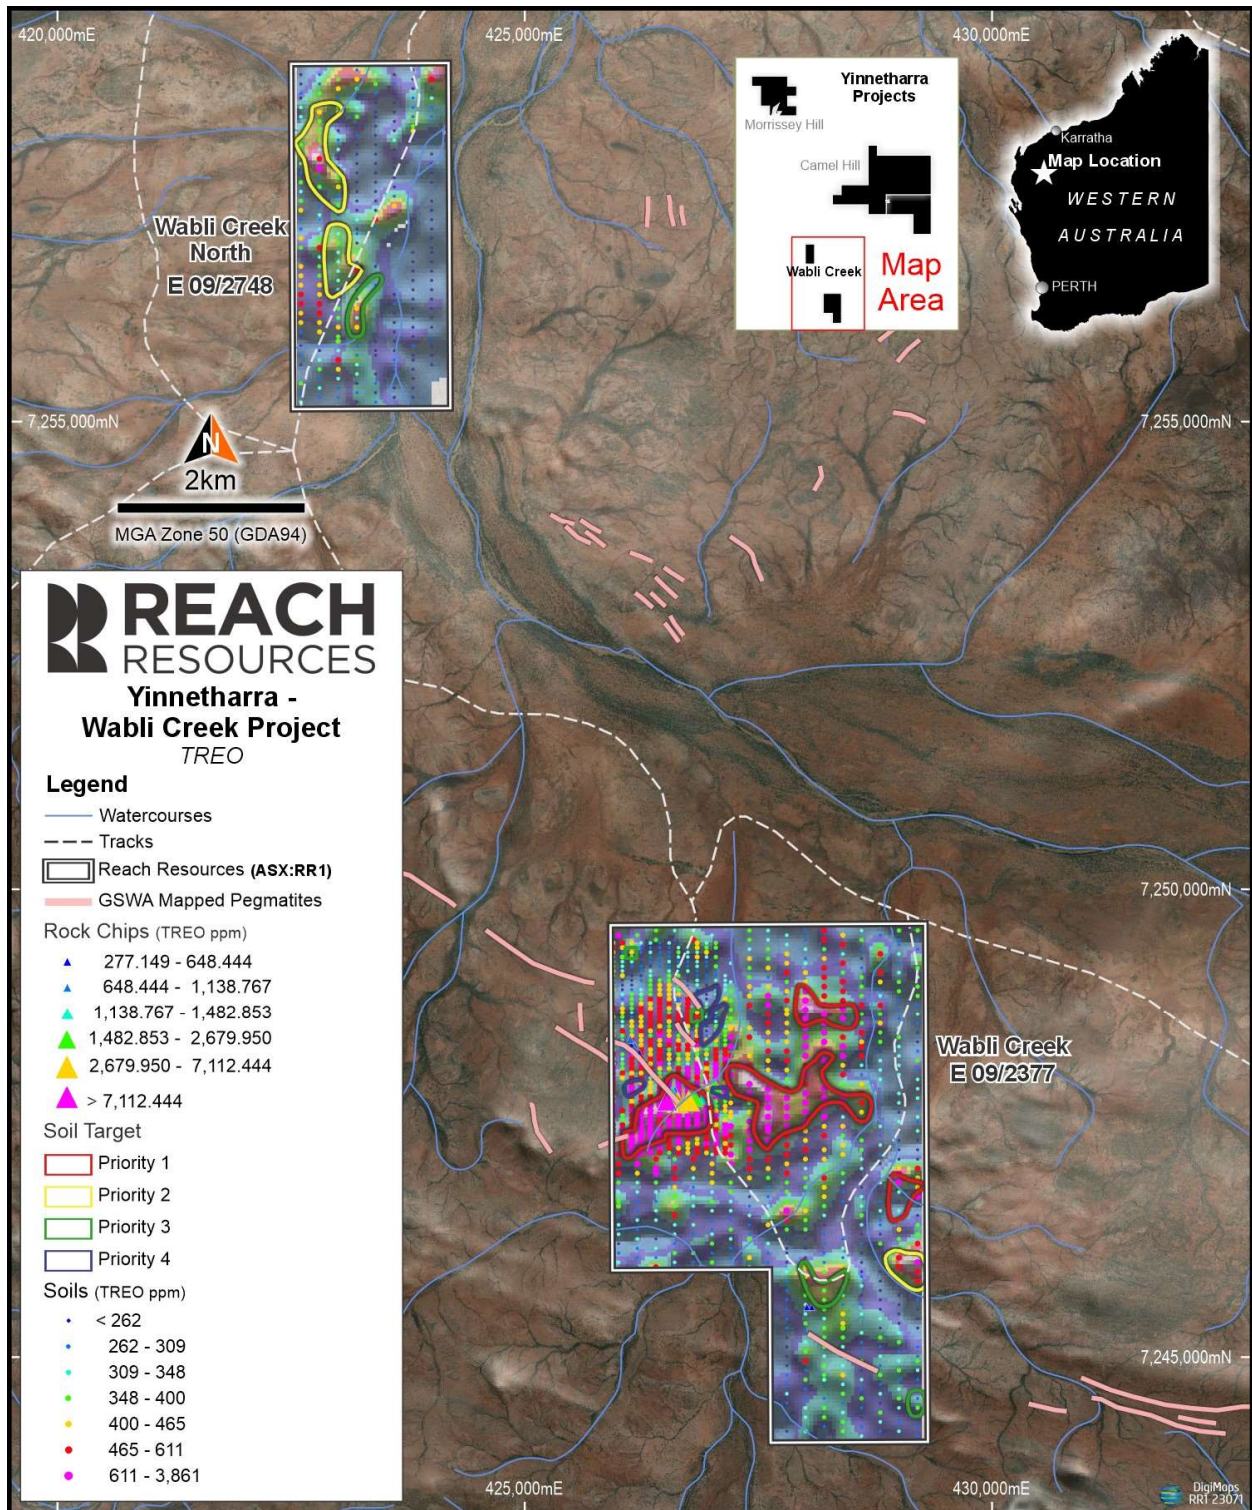 420,000mE
425,000mE
430,000mE
Yinnetharra
Projects
Morrissey Hill
Camel Hill
Wabli Creek
Map
Area
Karratha
Map Location
WESTERN
AUSTRALIA
PERTH
Wabli Creek
North
E 09/2748
7,255,000mN
7,255,000mN
N
2km
MGA Zone 50 (GDA94)
REACH
RESOURCES
Yinnetharra -
Wabli Creek Project
TREO
Legend
Watercourses
Tracks
Reach Resources (ASX:RR1)
GSWA Mapped Pegmatites
Rock Chips (TREO ppm)
277.149 - 648.444
648.444 - 1,138.767
1,138.767 - 1,482.853
1,482.853 - 2,679.950
2,679.950 - 7,112.444
> 7,112.444
Soil Target
Priority 1
Priority 2
Priority 3
Priority 4
Soils (TREO ppm)
< 262
262 - 309
309 - 348
348 - 400
400 - 465
465 - 611
611 - 3,861
7,250,000mN
Wabli Creek
E 09/2377
7,245,000mN
425,000mE
430,000mE
DigiMaps
RR1 23071